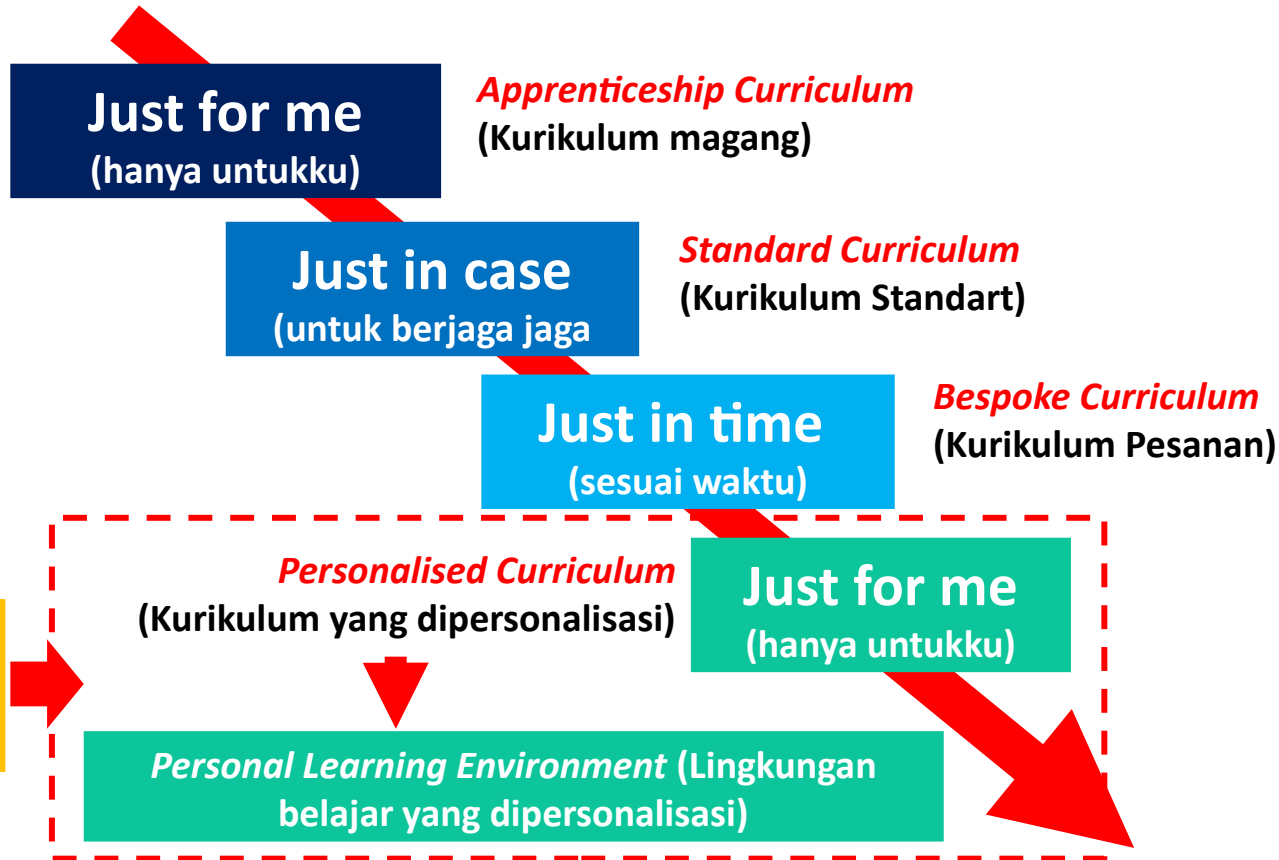 Just for me
(hanya untukku)
Apprenticeship Curriculum
(Kurikulum magang)
Just in case
(untuk berjaga jaga
Standard Curriculum
(Kurikulum Standart)
Just in time
(sesuai waktu)
Bespoke Curriculum
(Kurikulum Pesanan)
Personalised Curriculum
(Kurikulum yang dipersonalisasi)
Just for me
(hanya untukku)
Personal Learning Environment (Lingkungan
belajar yang dipersonalisasi)